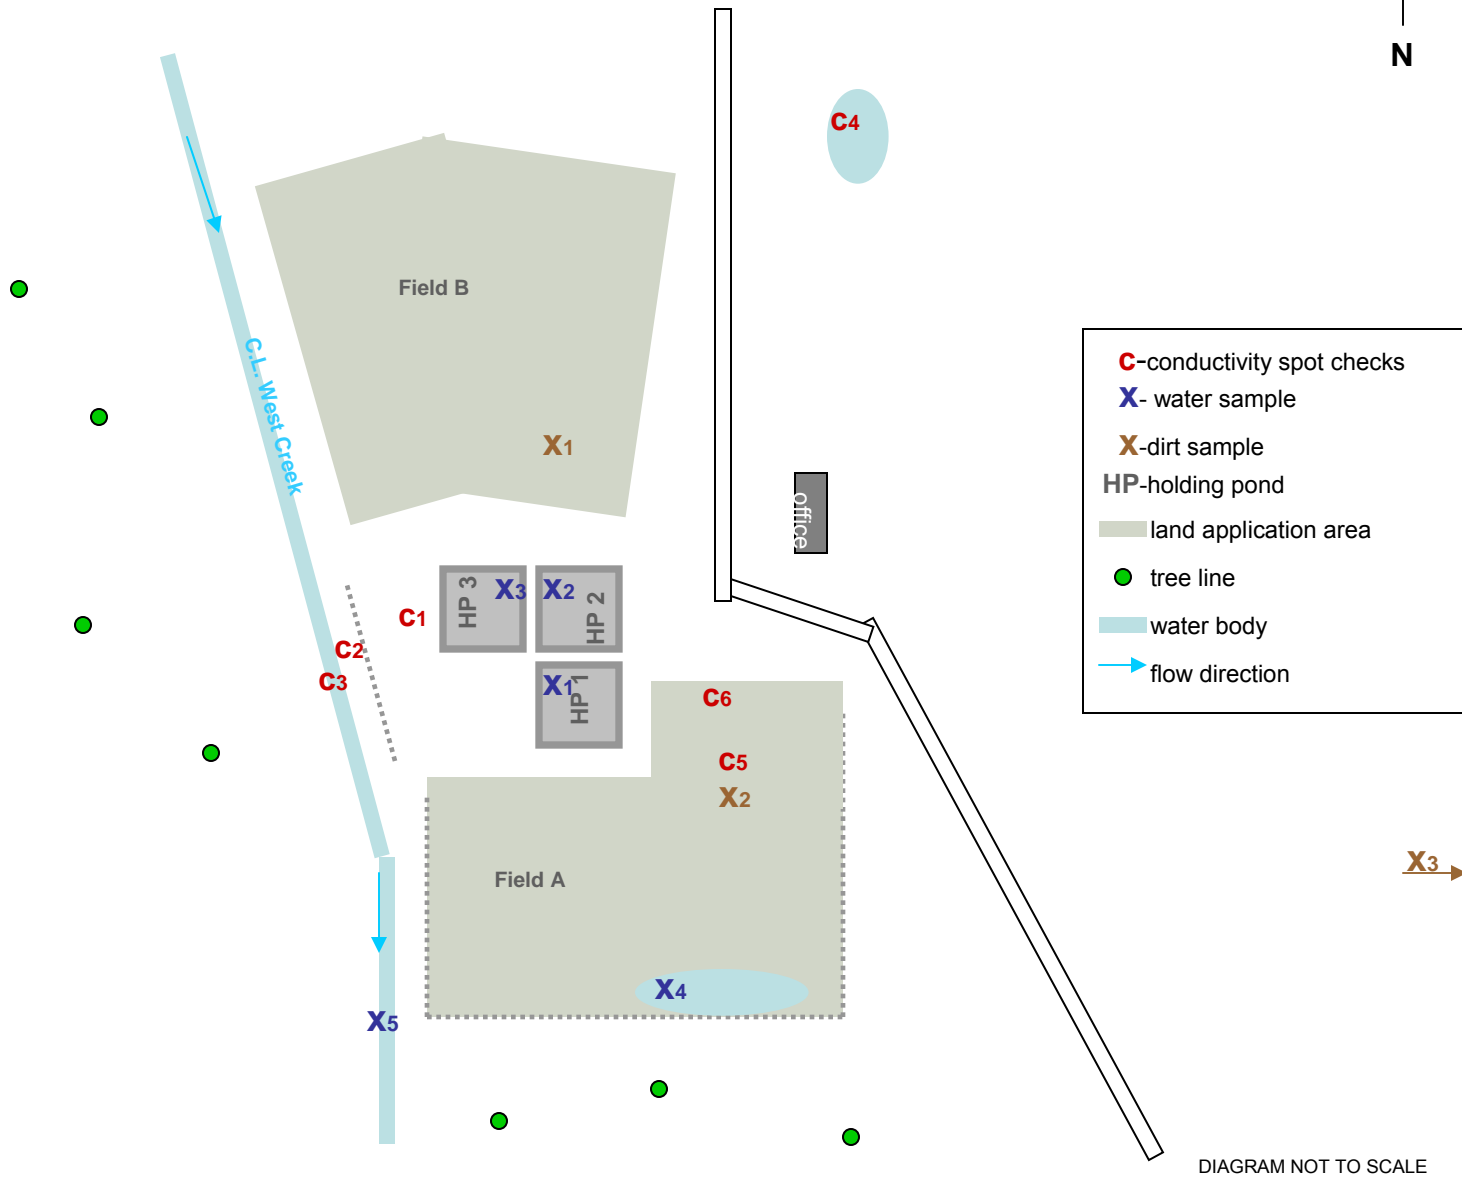 N
C4
Field B
C.L. West Creek
C-conductivity spot checks
X- water sample
X-dirt sample
HP-holding pond
land application area
tree line
water body
flow direction
X1
office
HP 3
X3
X2
HP 2
C1
C2
C3
X1
HP 1
C6
C5
X2
X3
Field A
X4
X5
DIAGRAM NOT TO SCALE